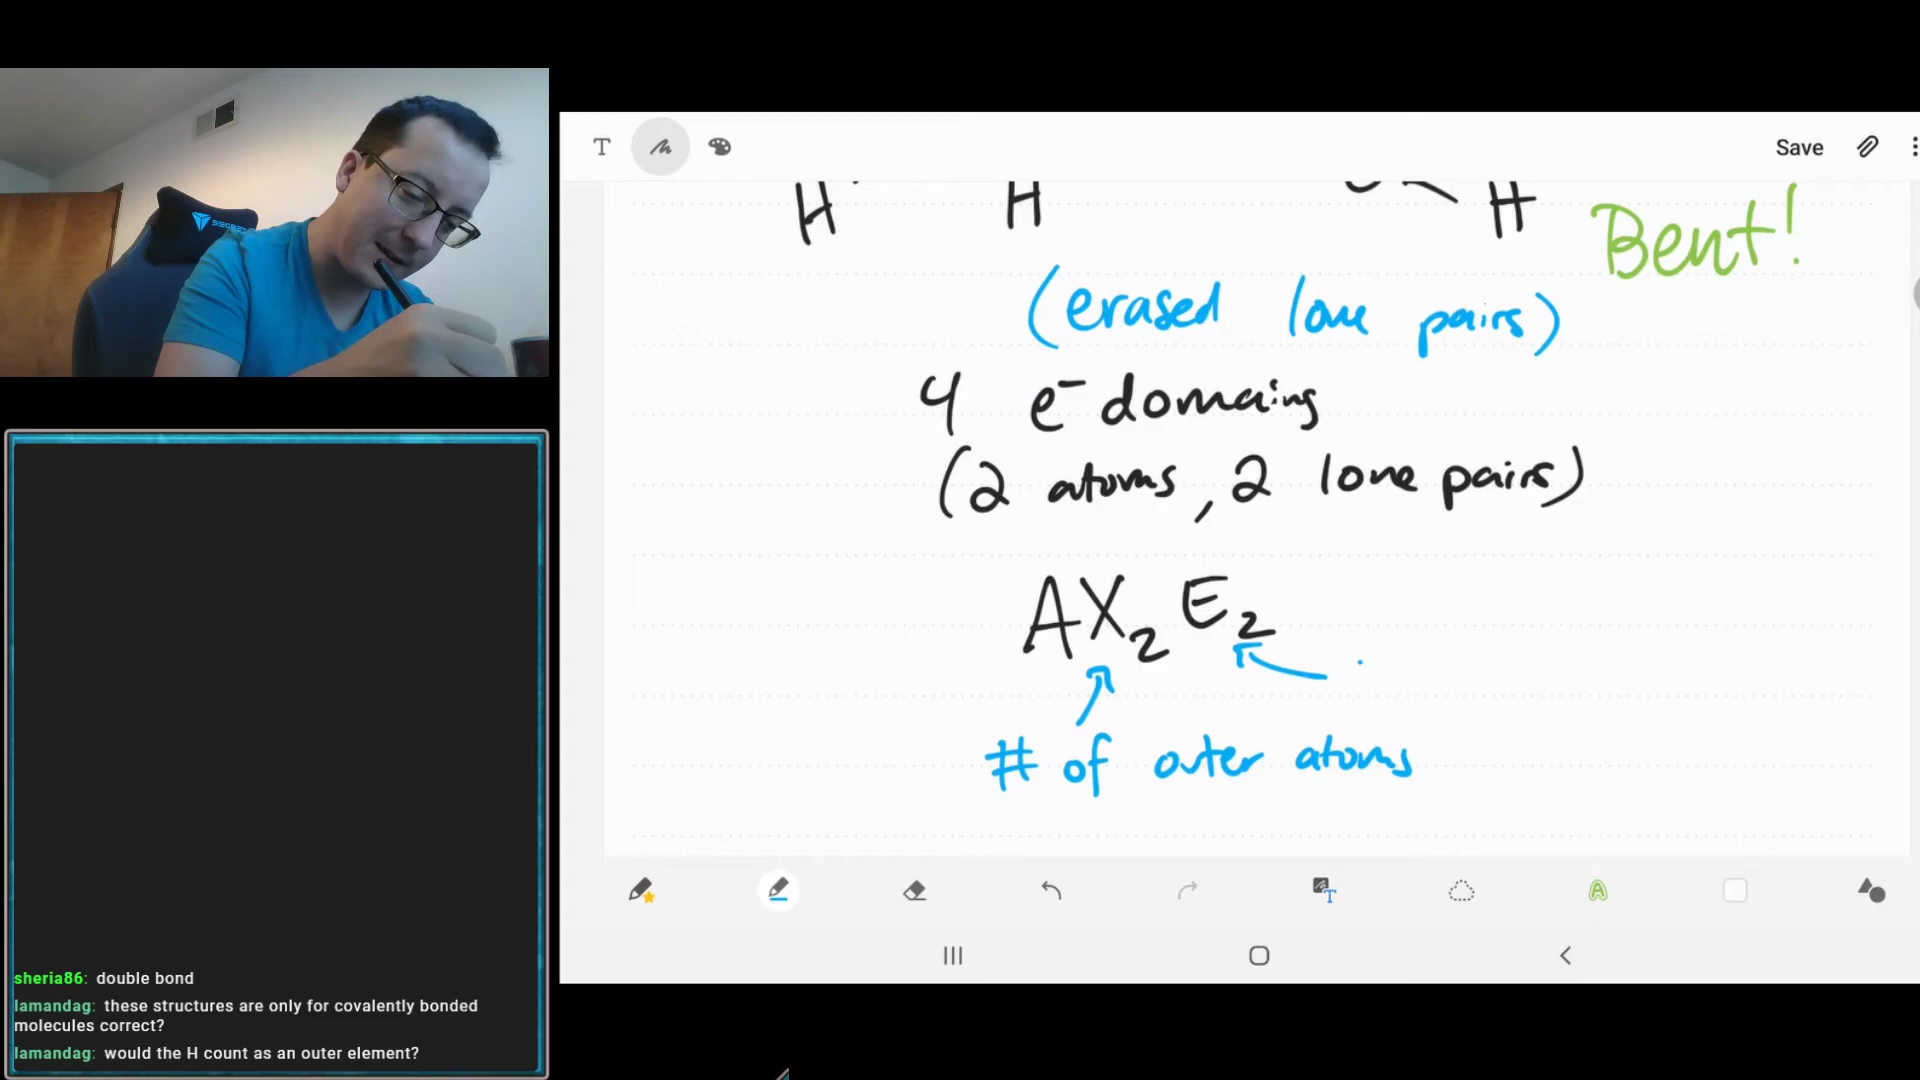 T
Save
H H H
Bent!
(erased lone pairs)
4 e⁻ domains
(2 atoms, 2 lone pairs)
AX₂E₂
# of outer atoms
T
A
sheria86: double bond
lamandag: these structures are only for covalently bonded
molecules correct?
lamandag: would the H count as an outer element?